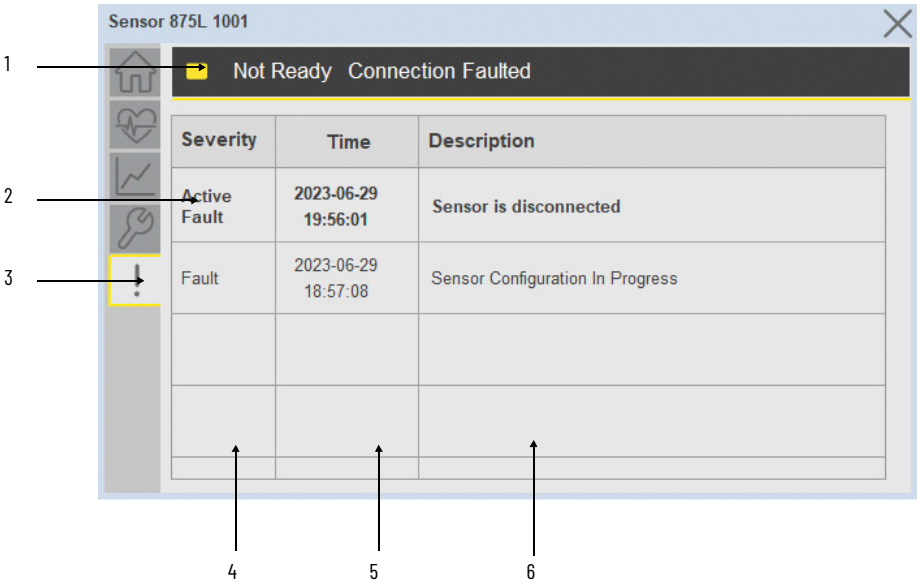 Sensor 875L 1001
1
Not Ready Connection Faulted
Severity Time Description
2
Active
Fault
2023-06-29
19:56:01
Sensor is disconnected
3
!
Fault
2023-06-29
18:57:08
Sensor Configuration In Progress
4 5 6